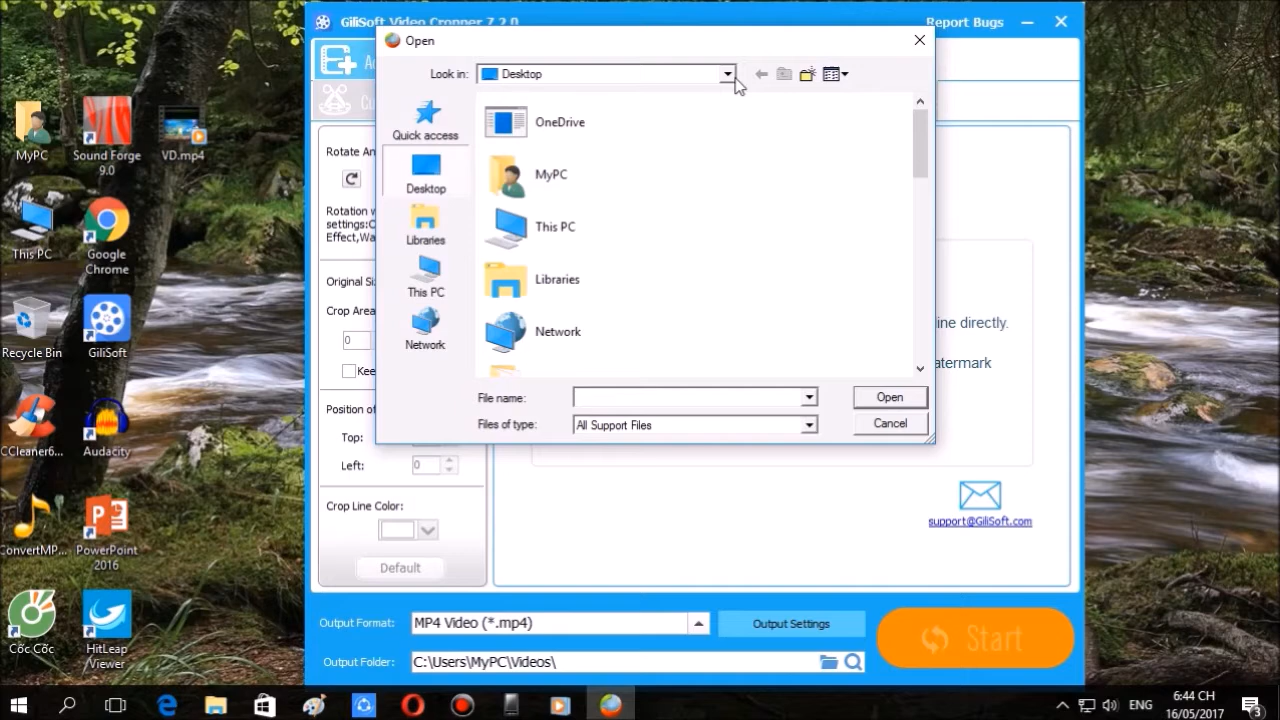 MyPC
Sound Forge
9.0
VD.mp4
This PC
Google
Chrome
Recycle Bin
GiliSoft
CCleaner6...
Audacity
ConvertMP...
PowerPoint
2016
Cốc Cốc
HitLeap
Viewer
GiliSoft Video Cropper 7.2.0
Report Bugs
Open
Look in:
Desktop
Quick access
Desktop
Libraries
This PC
Network
OneDrive
MyPC
This PC
Libraries
Network
File name:
Open
Files of type:
All Support Files
Cancel
Rotate An
Rotation w
settings:C
Effect,Wa
Original Si
Crop Area
0
Kee
Position of
Top:
Left:
0
Crop Line Color:
Default
ine directly.
atermark
support@GiliSoft.com
Output Format:
MP4 Video (*.mp4)
Output Settings
Start
Output Folder:
C:\Users\MyPC\Videos\
ENG
6:44 CH
16/05/2017
3